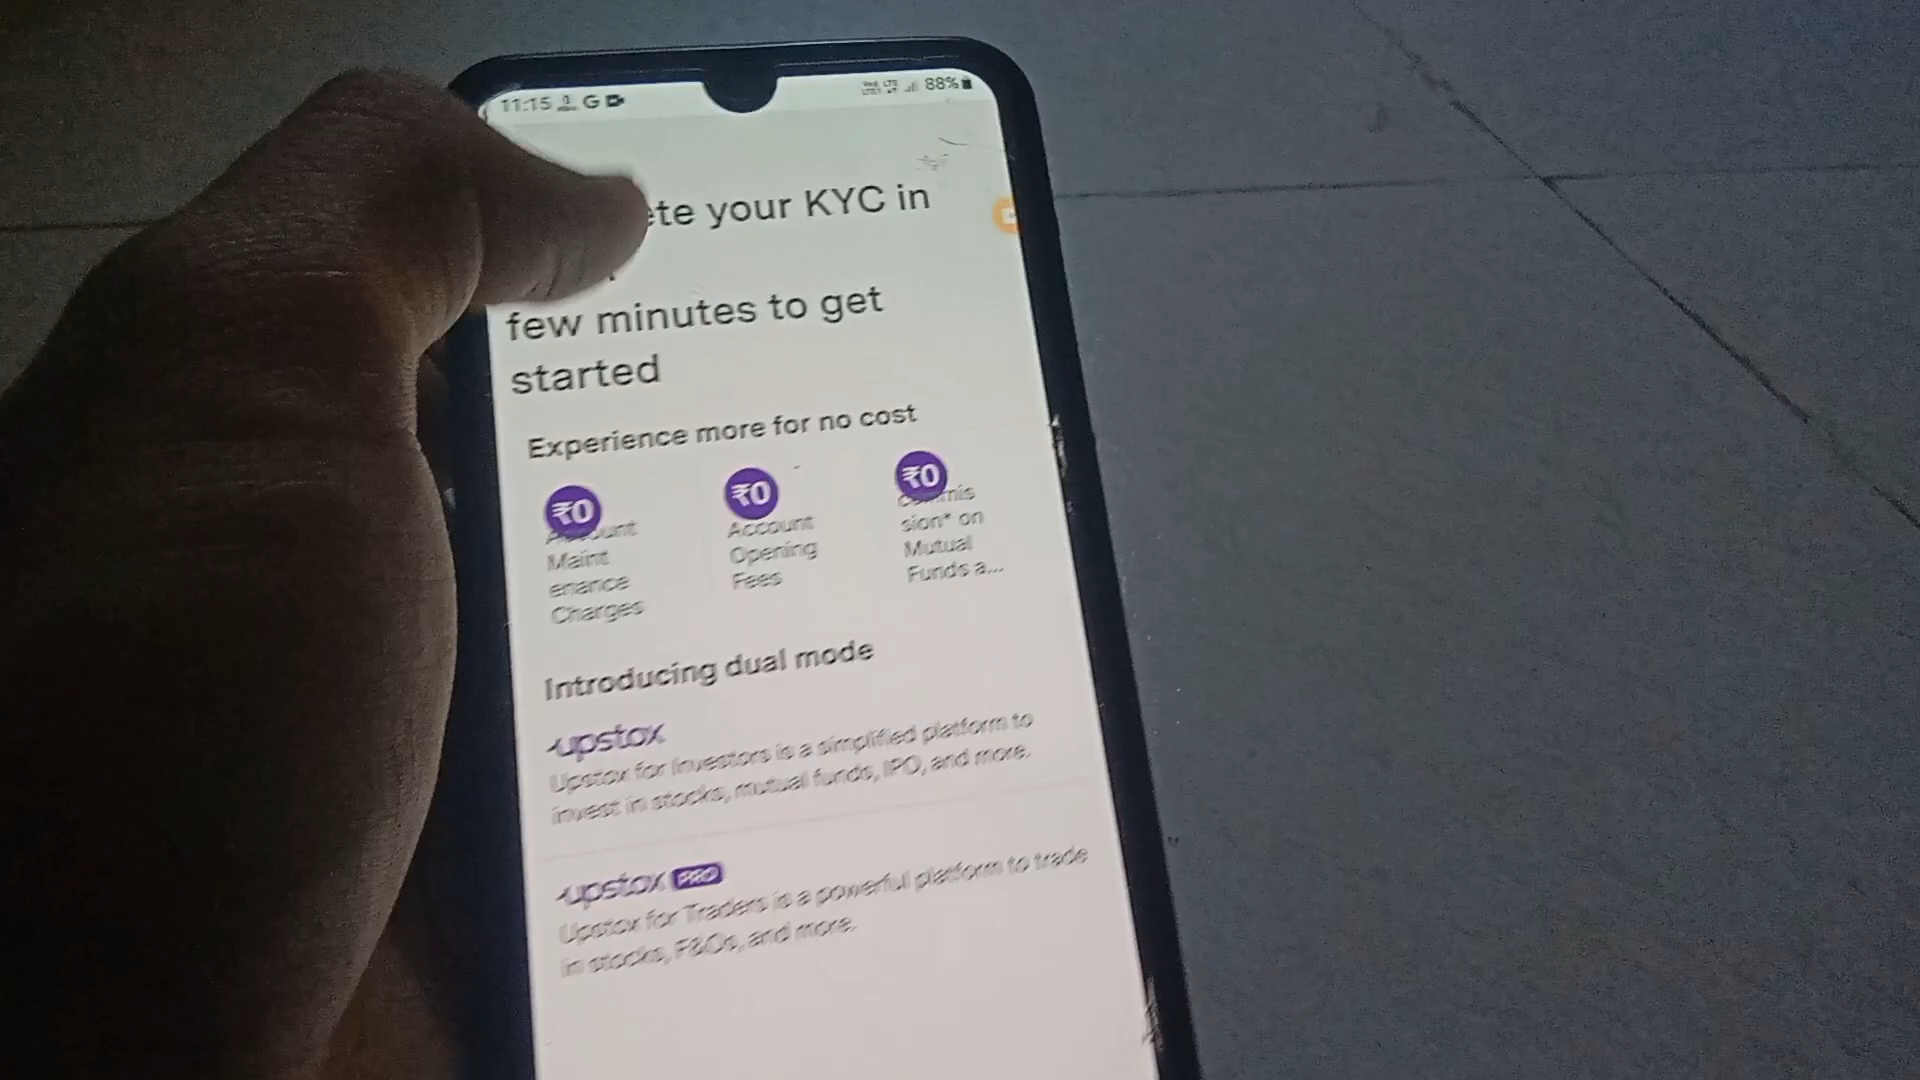 11:15 G 88%
ete your KYC in
few minutes to get
started
Experience more for no cost
₹0 ₹0 ₹0
Account
Maint
enance
Charges
Account
Opening
Fees
Commis
sion* on
Mutual
Funds a...
Introducing dual mode
upstox
Upstox for Investors is a simplified platform to
invest in stocks, mutual funds, IPO, and more.
upstox PRO
Upstox for Traders is a powerful platform to trade
in stocks, F&Os, and more.